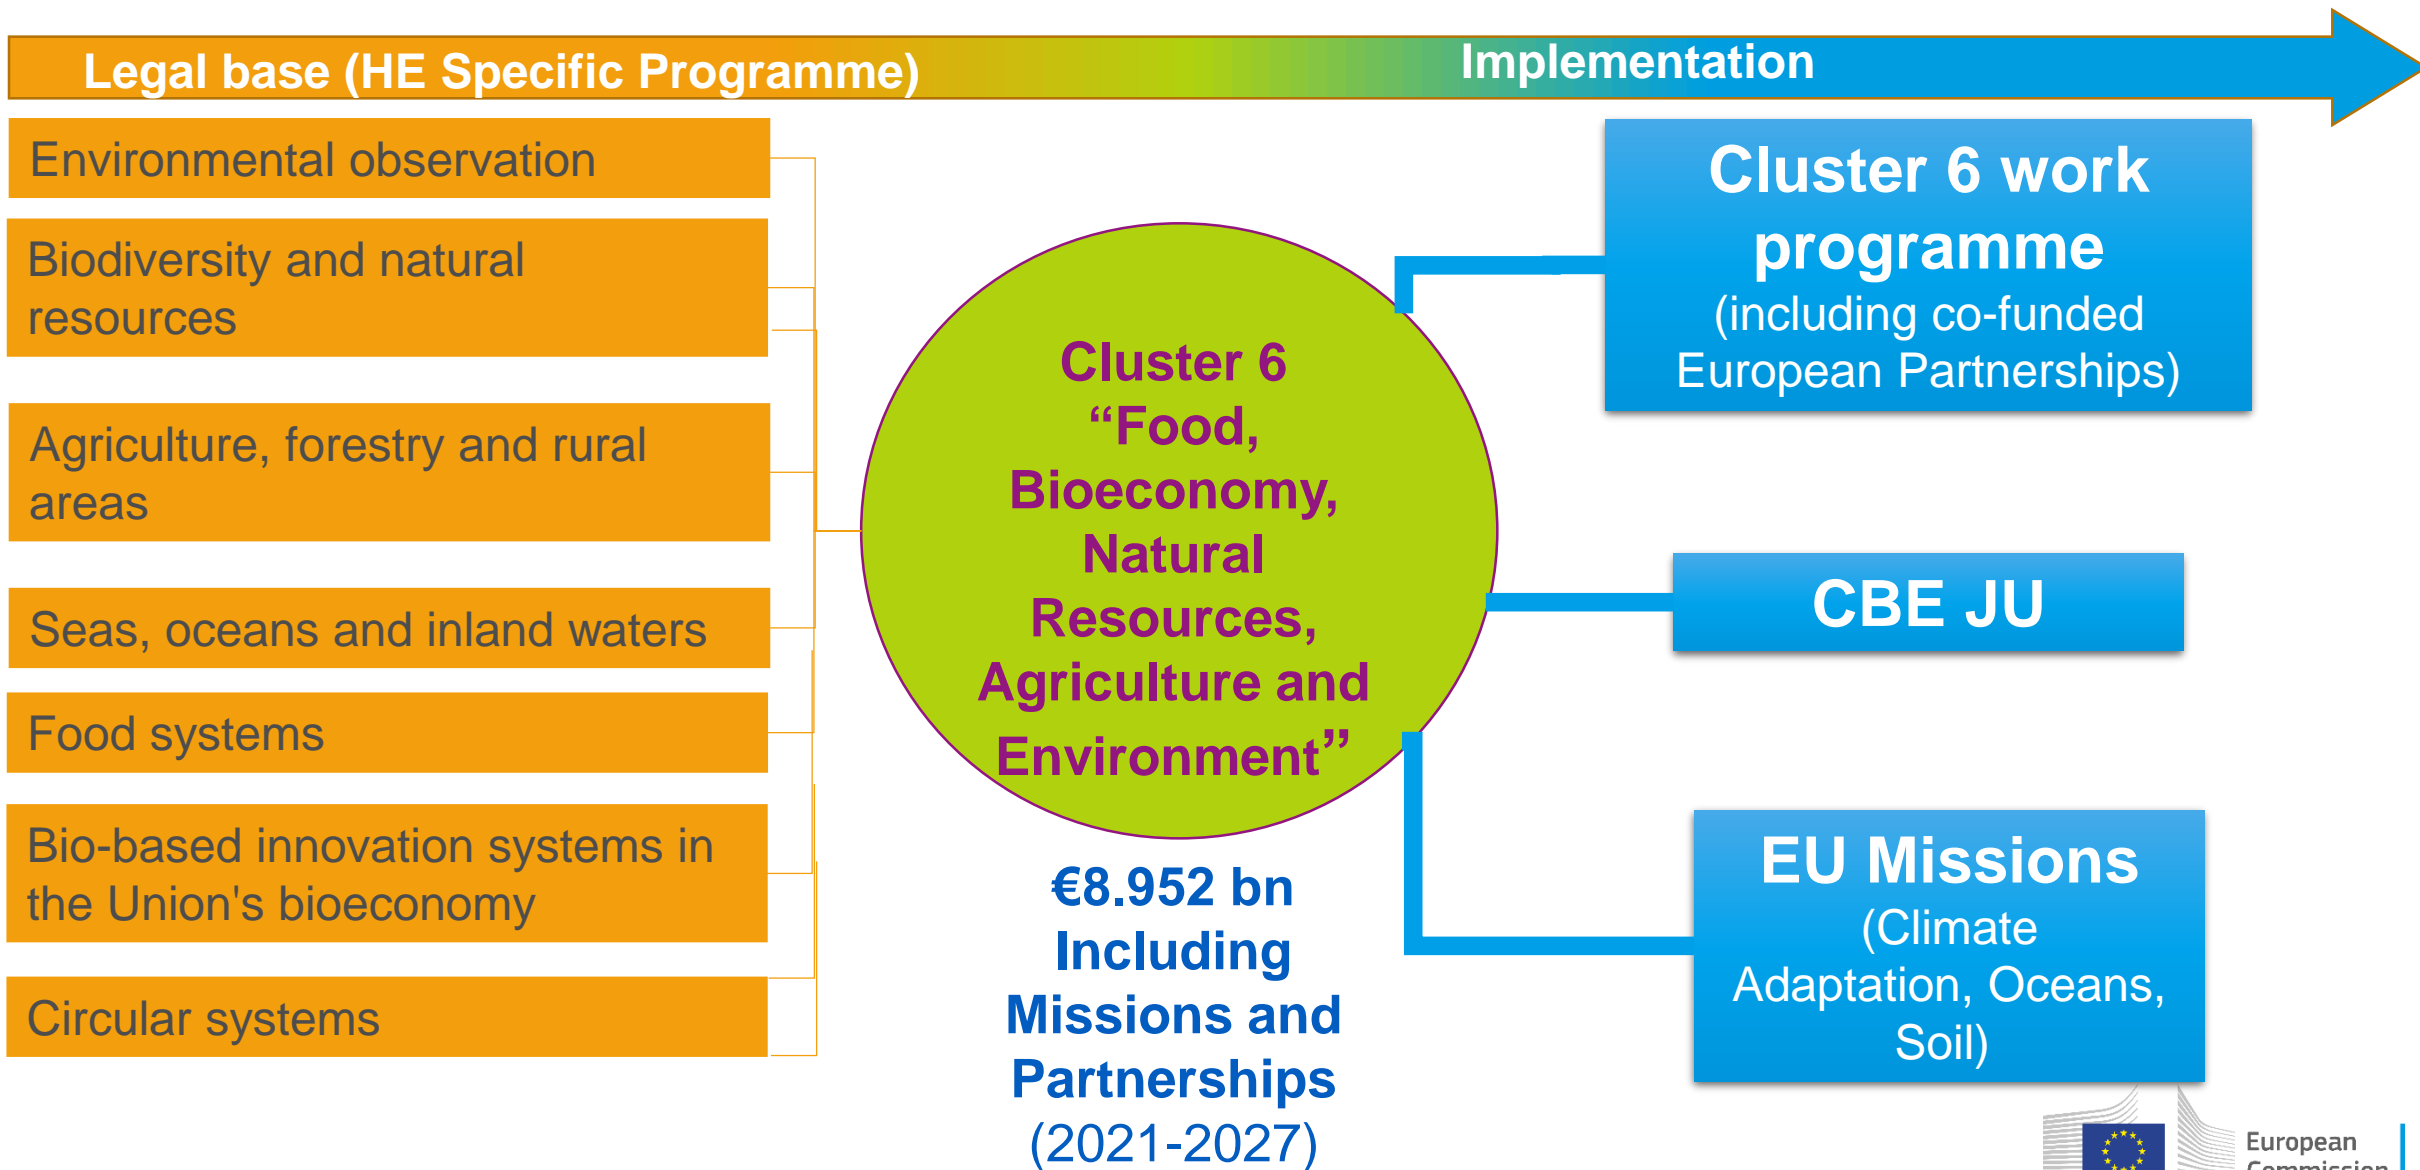 Legal base (HE Specific Programme)
Implementation
Environmental observation
Biodiversity and natural
resources
Agriculture, forestry and rural
areas
Seas, oceans and inland waters
Food systems
Bio-based innovation systems in
the Union's bioeconomy
Circular systems
Cluster 6
“Food,
Bioeconomy,
Natural
Resources,
Agriculture and
Environment”
€8.952 bn
Including
Missions and
Partnerships
(2021-2027)
Cluster 6 work
programme
(including co-funded
European Partnerships)
CBE JU
EU Missions
(Climate
Adaptation, Oceans,
Soil)
European
Commission